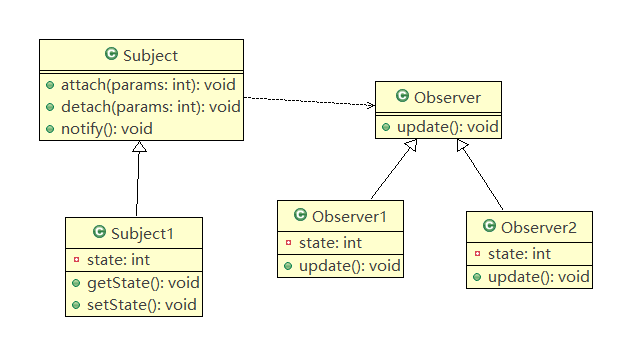 Subject
attach(params: int): void
detach(params: int): void
notify(): void
Observer
update(): void
Subject1
state: int
getState(): void
setState(): void
Observer1
state: int
update(): void
Observer2
state: int
update(): void